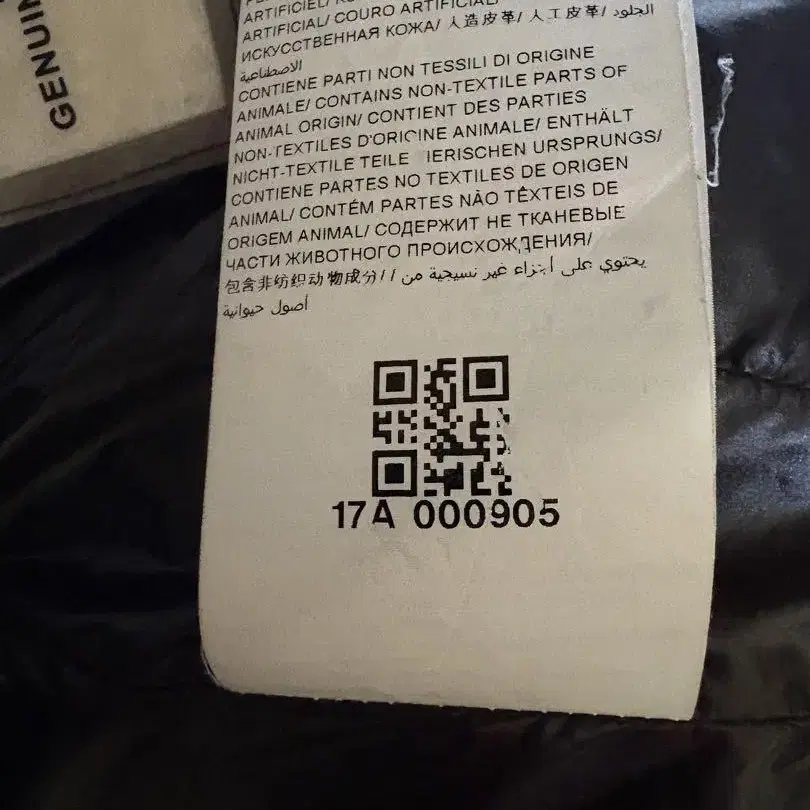 GENUIN
ARTIFICIEL/
ARTIFICIAL/ COURO ARTIFICIAL/
ИСКУССТВЕННАЯ КОЖА/ 人造皮革/ 人工皮革/ الجلود
الاصطناعية
CONTIENE PARTI NON TESSILI DI ORIGINE
ANIMALE/ CONTAINS NON-TEXTILE PARTS OF
ANIMAL ORIGIN/ CONTIENT DES PARTIES
NON-TEXTILES D'ORIGINE ANIMALE/ ENTHÄLT
NICHT-TEXTILE TEILE IERISCHEN URSPRUNGS/
CONTIENE PARTES NO TEXTILES DE ORIGEN
ANIMAL/ CONTÉM PARTES NÃO TÊXTEIS DE
ORIGEM ANIMAL/ СОДЕРЖИТ НЕ ТКАНЕВЫЕ
ЧАСТИ ЖИВОТНОГО ПРОИСХОЖДЕНИЯ/
包含非纺织动物成分/ / يحتوي على أجزاء غير نسيجية من
أصول حيوانية
17A 000905